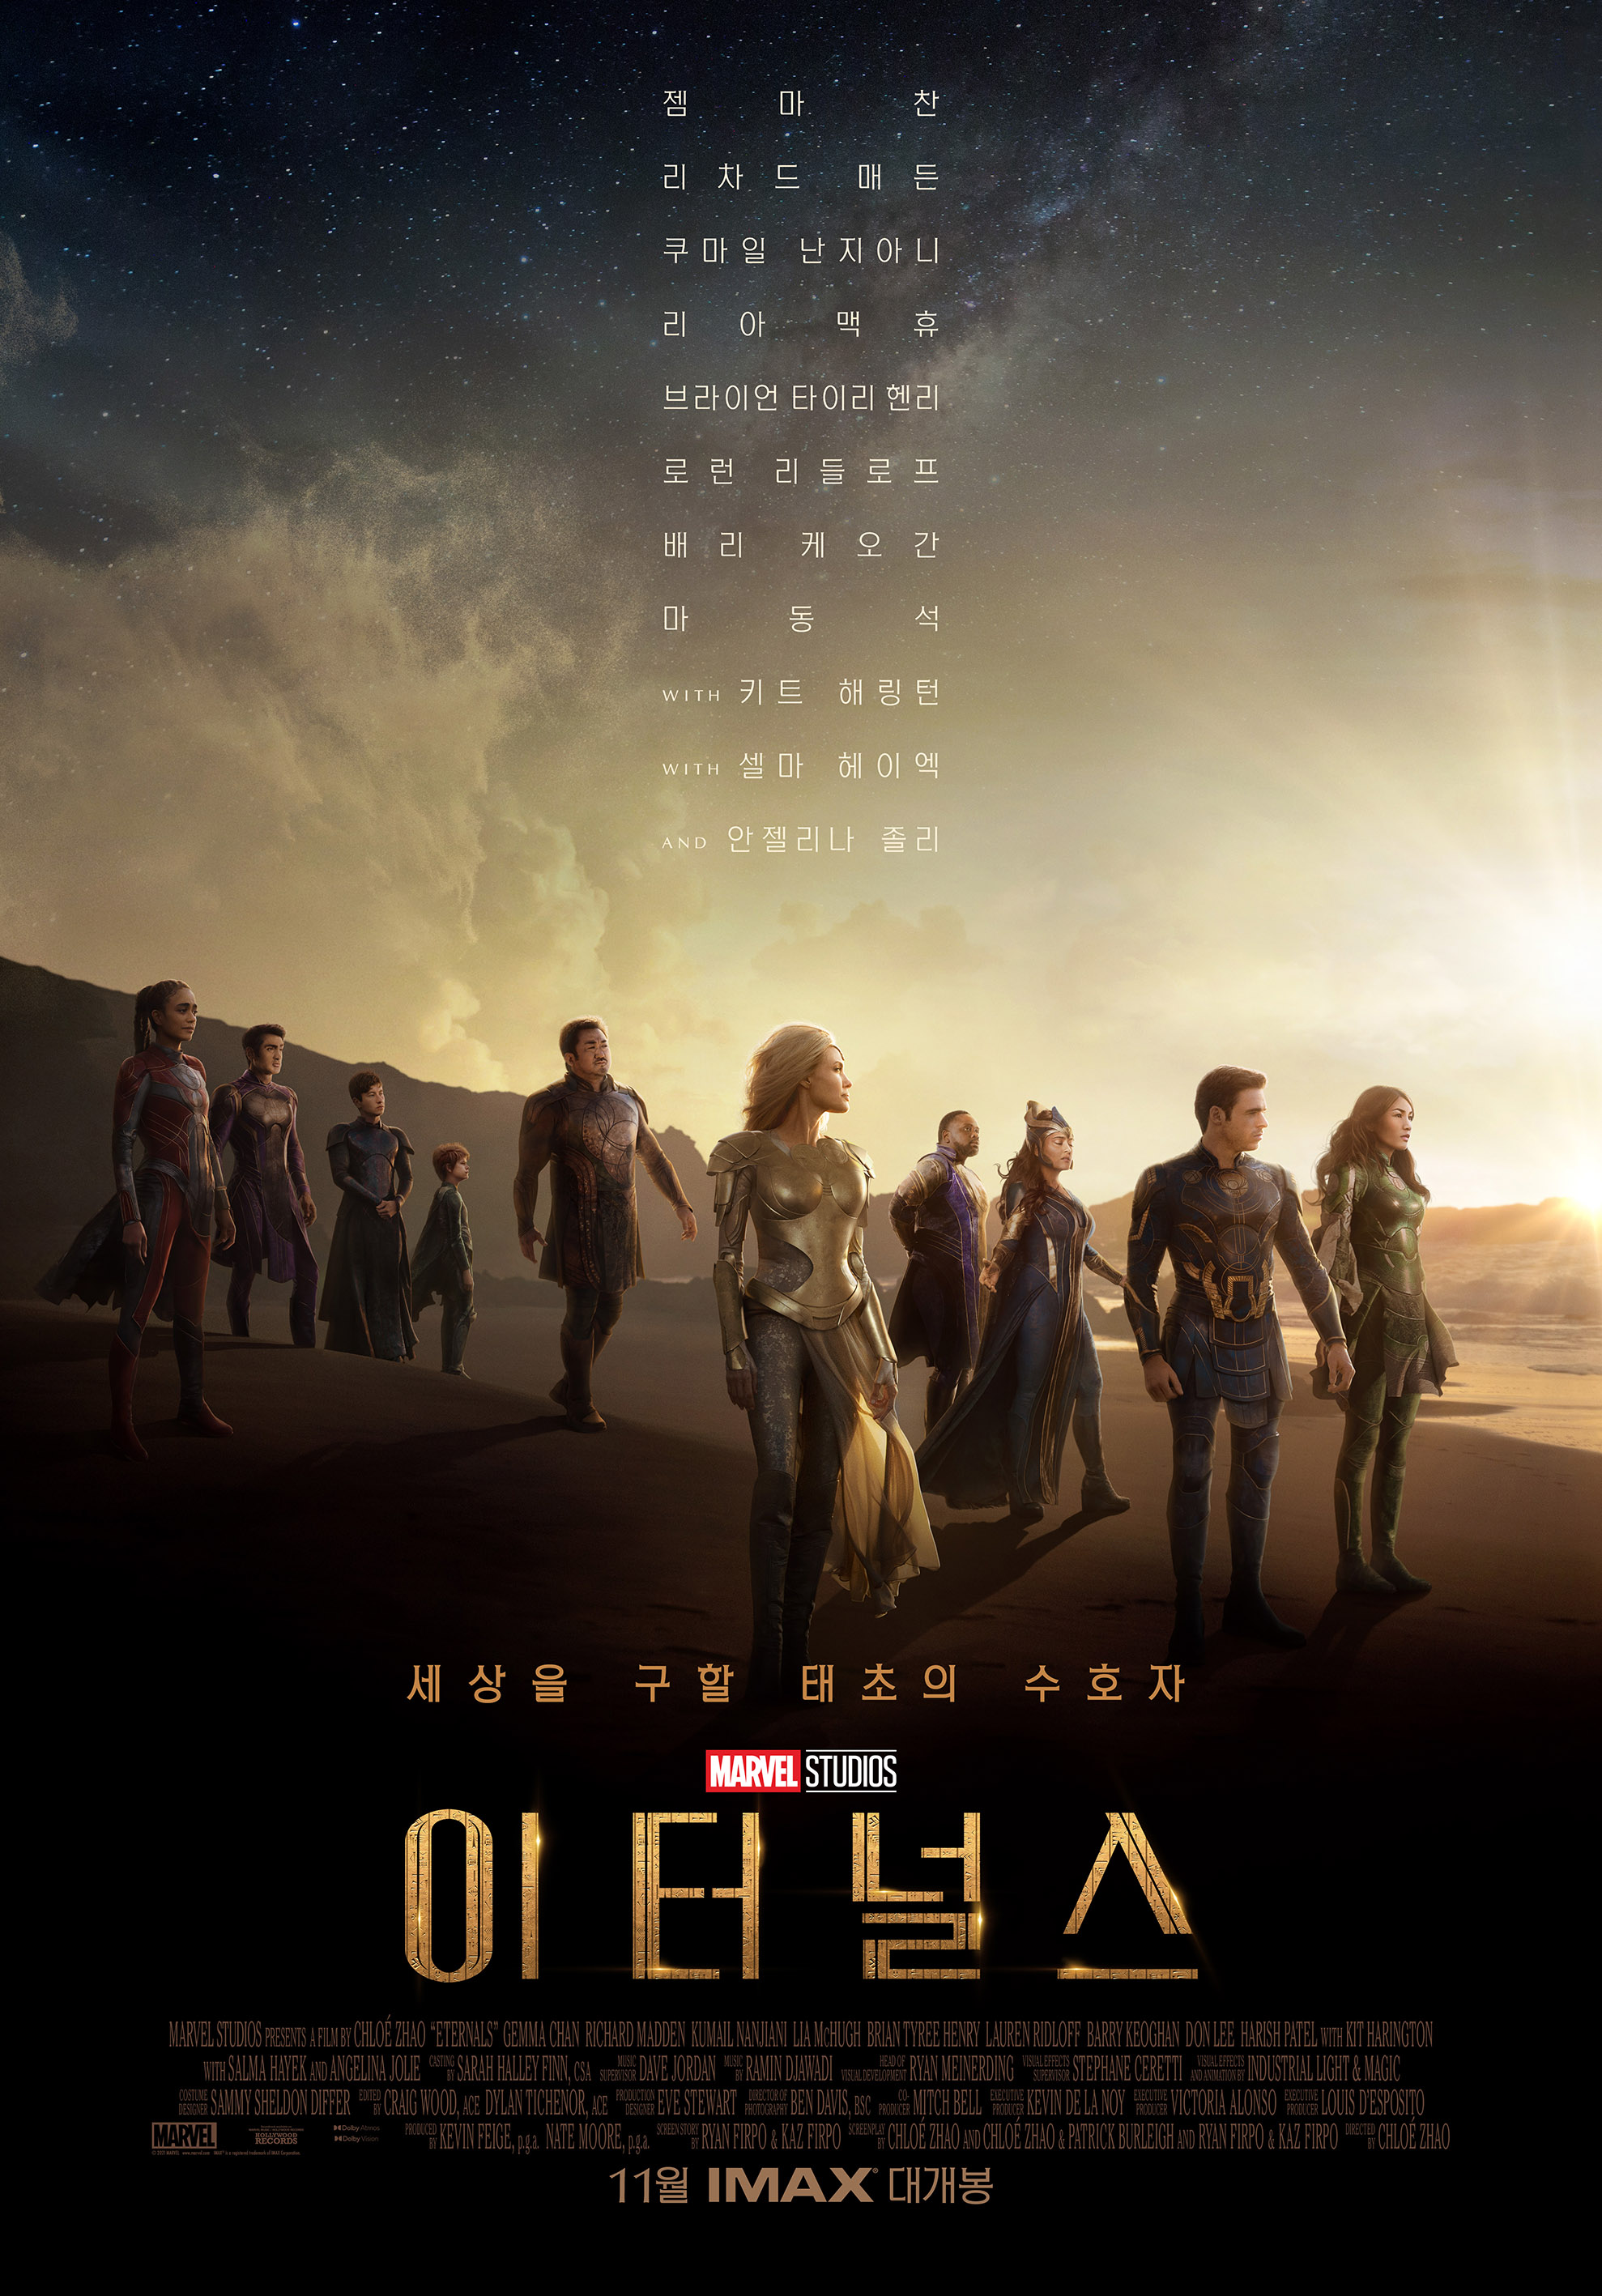 젬마 찬
리차드 매든
쿠마일 난지아니
리아 맥휴
브라이언 타이리 헨리
로런 리들로프
배리 케오간
마동석
WITH 키트 해링턴
WITH 셀마 헤이엑
AND 안젤리나 졸리
세상을 구할 태초의 수호자
MARVEL STUDIOS
이터널스
MARVEL STUDIOS PRESENTS A FILM BY CHLOÉ ZHAO "ETERNALS" GEMMA CHAN RICHARD MADDEN KUMAIL NANJIANI LIA McHUGH BRIAN TYREE HENRY LAUREN RIDLOFF BARRY KEOGHAN DON LEE HARISH PATEL WITH KIT HARINGTON
WITH SALMA HAYEK AND ANGELINA JOLIE CASTING BY SARAH HALLEY FINN, CSA MUSIC SUPERVISOR DAVE JORDAN MUSIC BY RAMIN DJAWADI HEAD OF VISUAL DEVELOPMENT RYAN MEINERDING VISUAL EFFECTS SUPERVISOR STEPHANE CERETTI VISUAL EFFECTS AND ANIMATION BY INDUSTRIAL LIGHT & MAGIC
COSTUME DESIGNER SAMMY SHELDON DIFFER EDITED BY CRAIG WOOD, ACE DYLAN TICHENOR, ACE PRODUCTION DESIGNER EVE STEWART DIRECTOR OF PHOTOGRAPHY BEN DAVIS, BSC CO-PRODUCER MITCH BELL EXECUTIVE PRODUCER KEVIN DE LA NOY EXECUTIVE PRODUCER VICTORIA ALONSO EXECUTIVE PRODUCER LOUIS D'ESPOSITO
MARVEL HOLLYWOOD RECORDS Dolby Atmos Dolby Vision PRODUCED BY KEVIN FEIGE, p.g.a. NATE MOORE, p.g.a. SCREEN STORY BY RYAN FIRPO & KAZ FIRPO SCREENPLAY BY CHLOÉ ZHAO AND CHLOÉ ZHAO & PATRICK BURLEIGH AND RYAN FIRPO & KAZ FIRPO DIRECTED BY CHLOÉ ZHAO
11월 IMAX® 대개봉